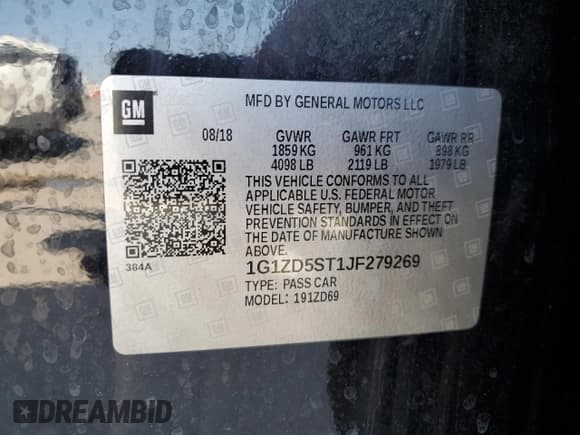 GM
MFD BY GENERAL MOTORS LLC
08/18 GVWR GAWR FRT GAWR RR
1859 KG 961 KG 898 KG
4098 LB 2119 LB 1979 LB
THIS VEHICLE CONFORMS TO ALL
APPLICABLE U.S. FEDERAL MOTOR
VEHICLE SAFETY, BUMPER, AND THEFT
PREVENTION STANDARDS IN EFFECT ON
THE DATE OF MANUFACTURE SHOWN
ABOVE.
384A
1G1ZD5ST1JF279269
TYPE: PASS CAR
MODEL: 191ZD69
DREAMBID